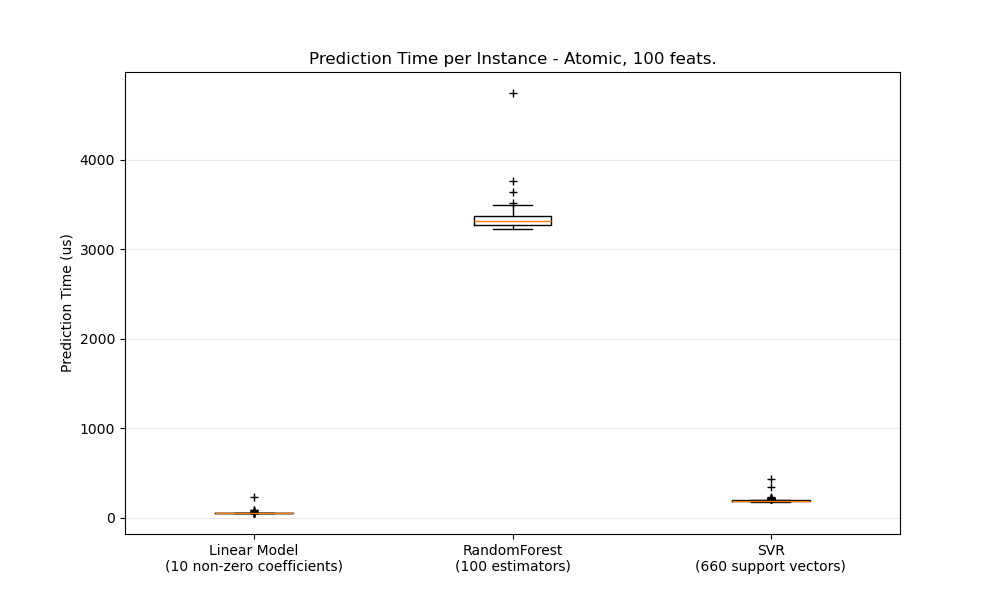 Prediction Time per Instance - Atomic, 100 feats.
Prediction Time (us)
4000
3000
2000
1000
0
Linear Model
(10 non-zero coefficients)
RandomForest
(100 estimators)
SVR
(660 support vectors)